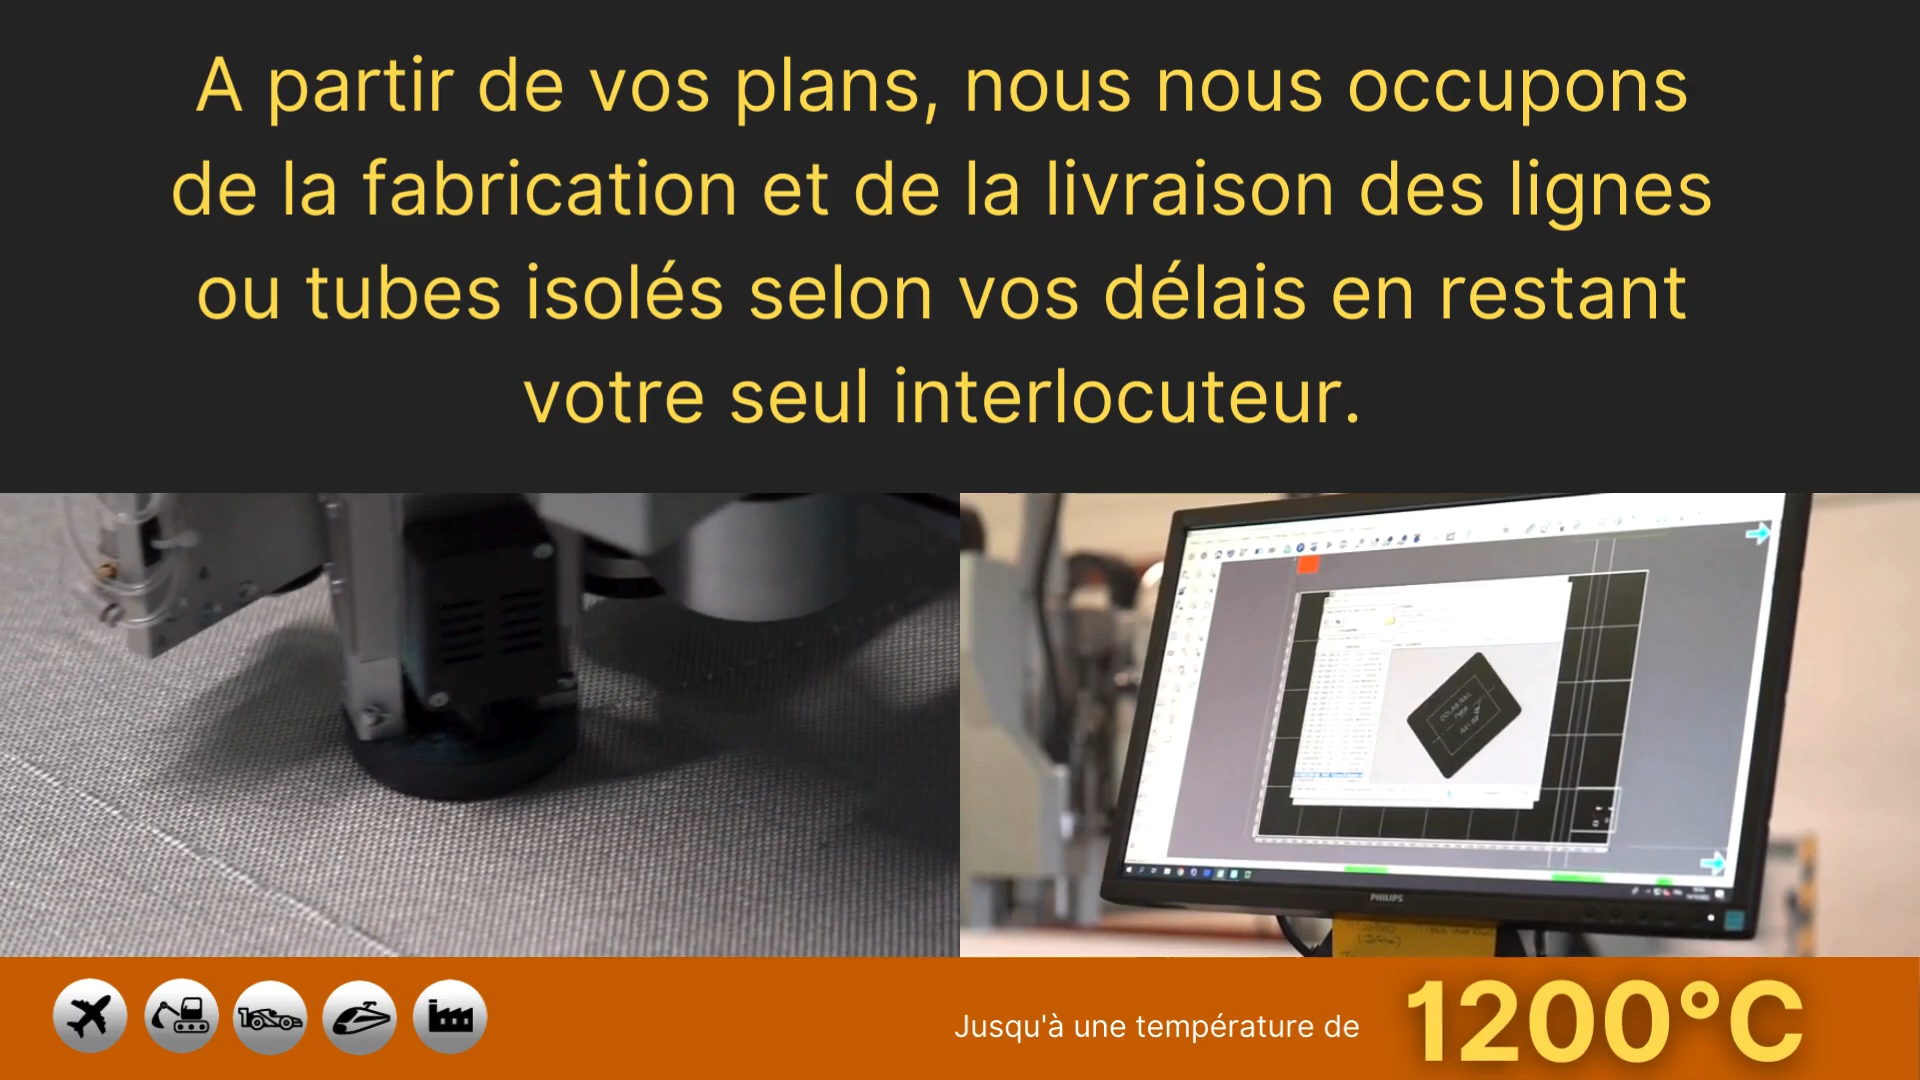 A partir de vos plans, nous nous occupons
de la fabrication et de la livraison des lignes
ou tubes isolés selon vos délais en restant
votre seul interlocuteur.
PHILIPS
Jusqu'à une température de
1200°C